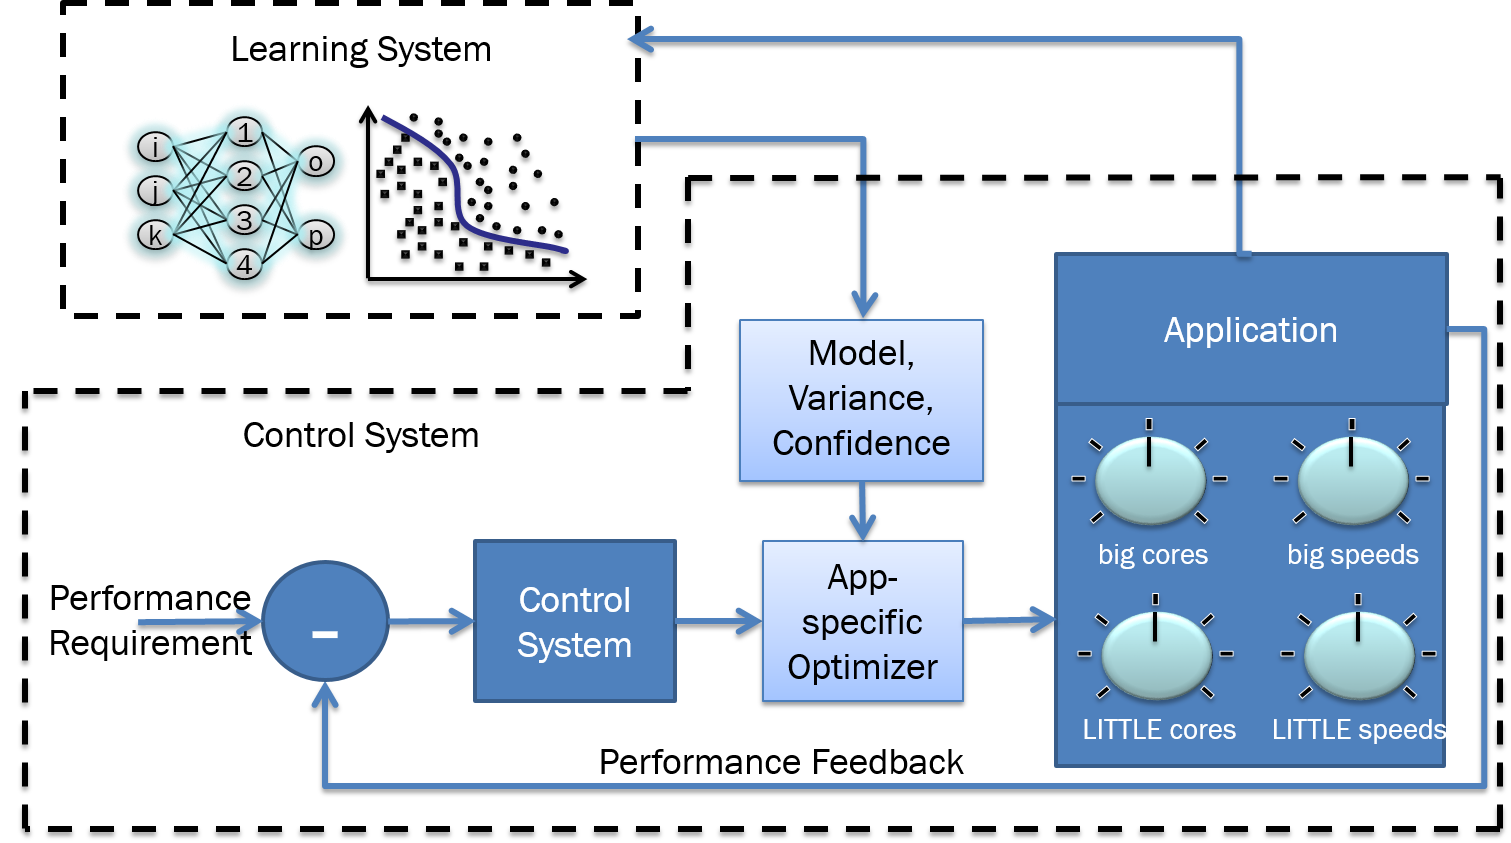 Learning System
i
j
k
1
2
3
4
o
p
Model,
Variance,
Confidence
Application
Control System
big cores
big speeds
Performance
Requirement
-
Control
System
App-
specific
Optimizer
LITTLE cores
LITTLE speeds
Performance Feedback